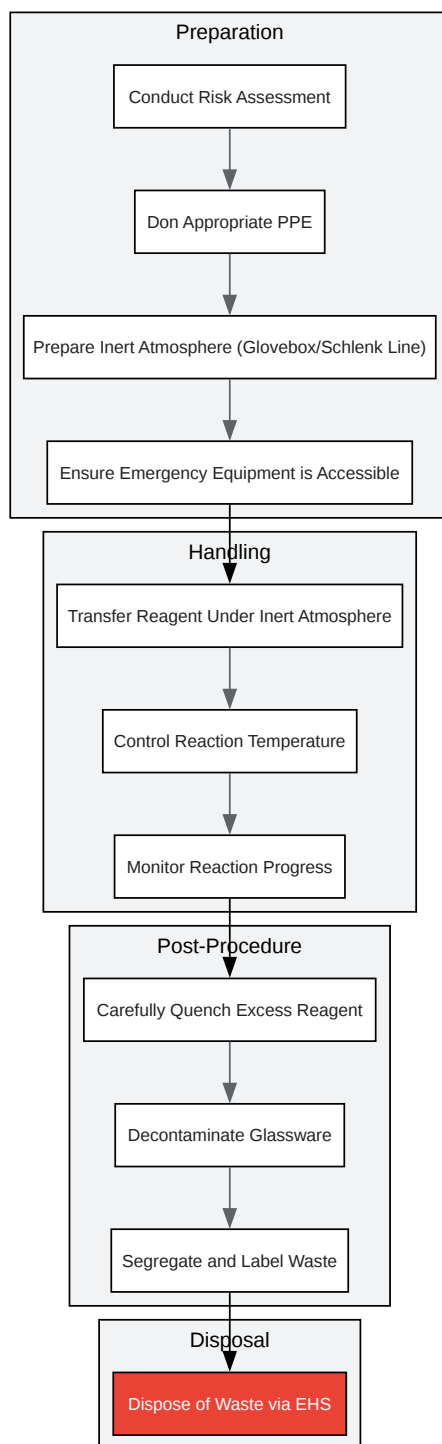 Preparation
Conduct Risk Assessment
Don Appropriate PPE
Prepare Inert Atmosphere (Glovebox/Schlenk Line)
Ensure Emergency Equipment is Accessible
Handling
Transfer Reagent Under Inert Atmosphere
Control Reaction Temperature
Monitor Reaction Progress
Post-Procedure
Carefully Quench Excess Reagent
Decontaminate Glassware
Segregate and Label Waste
Disposal
Dispose of Waste via EHS